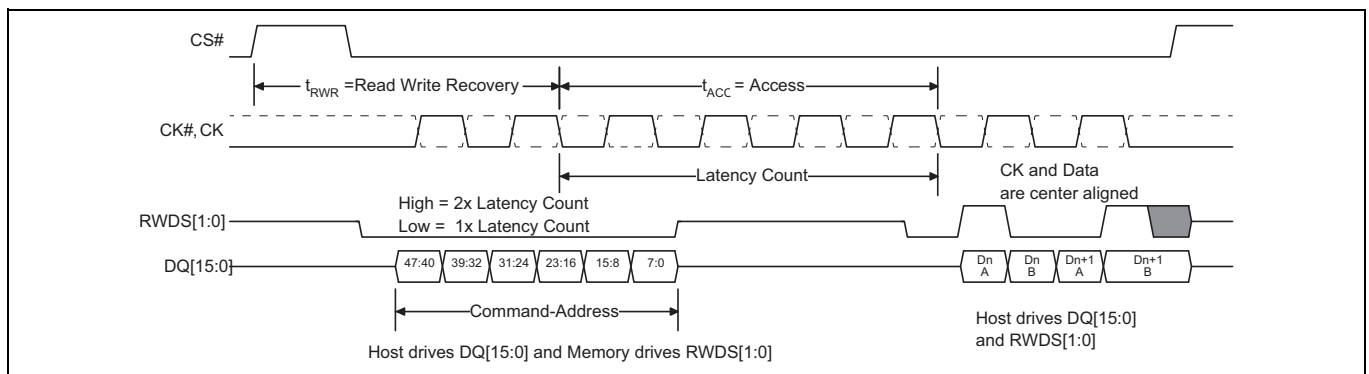 CS#
tRWR =Read Write Recovery
tACC = Access
CK#, CK
Latency Count
CK and Data
are center aligned
High = 2x Latency Count
Low = 1x Latency Count
RWDS[1:0]
DQ[15:0]
47:40 39:32 31:24 23:16 15:8 7:0
Dn
A
Dn
B
Dn+1
A
Dn+1
B
Command-Address
Host drives DQ[15:0] and Memory drives RWDS[1:0]
Host drives DQ[15:0]
and RWDS[1:0]